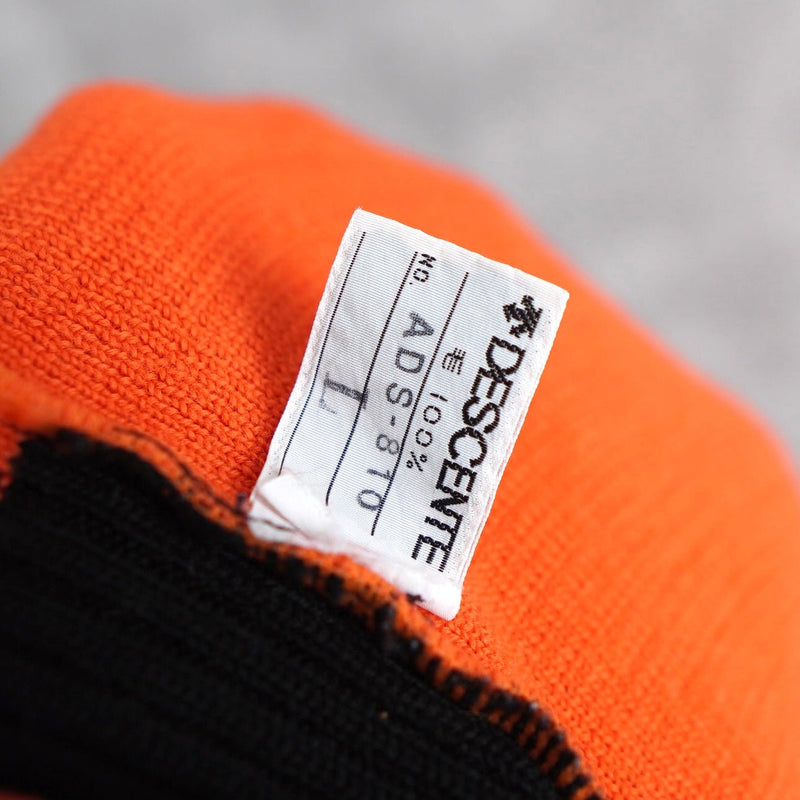 DESCENTE
毛 100%
NO. ADS-810
L